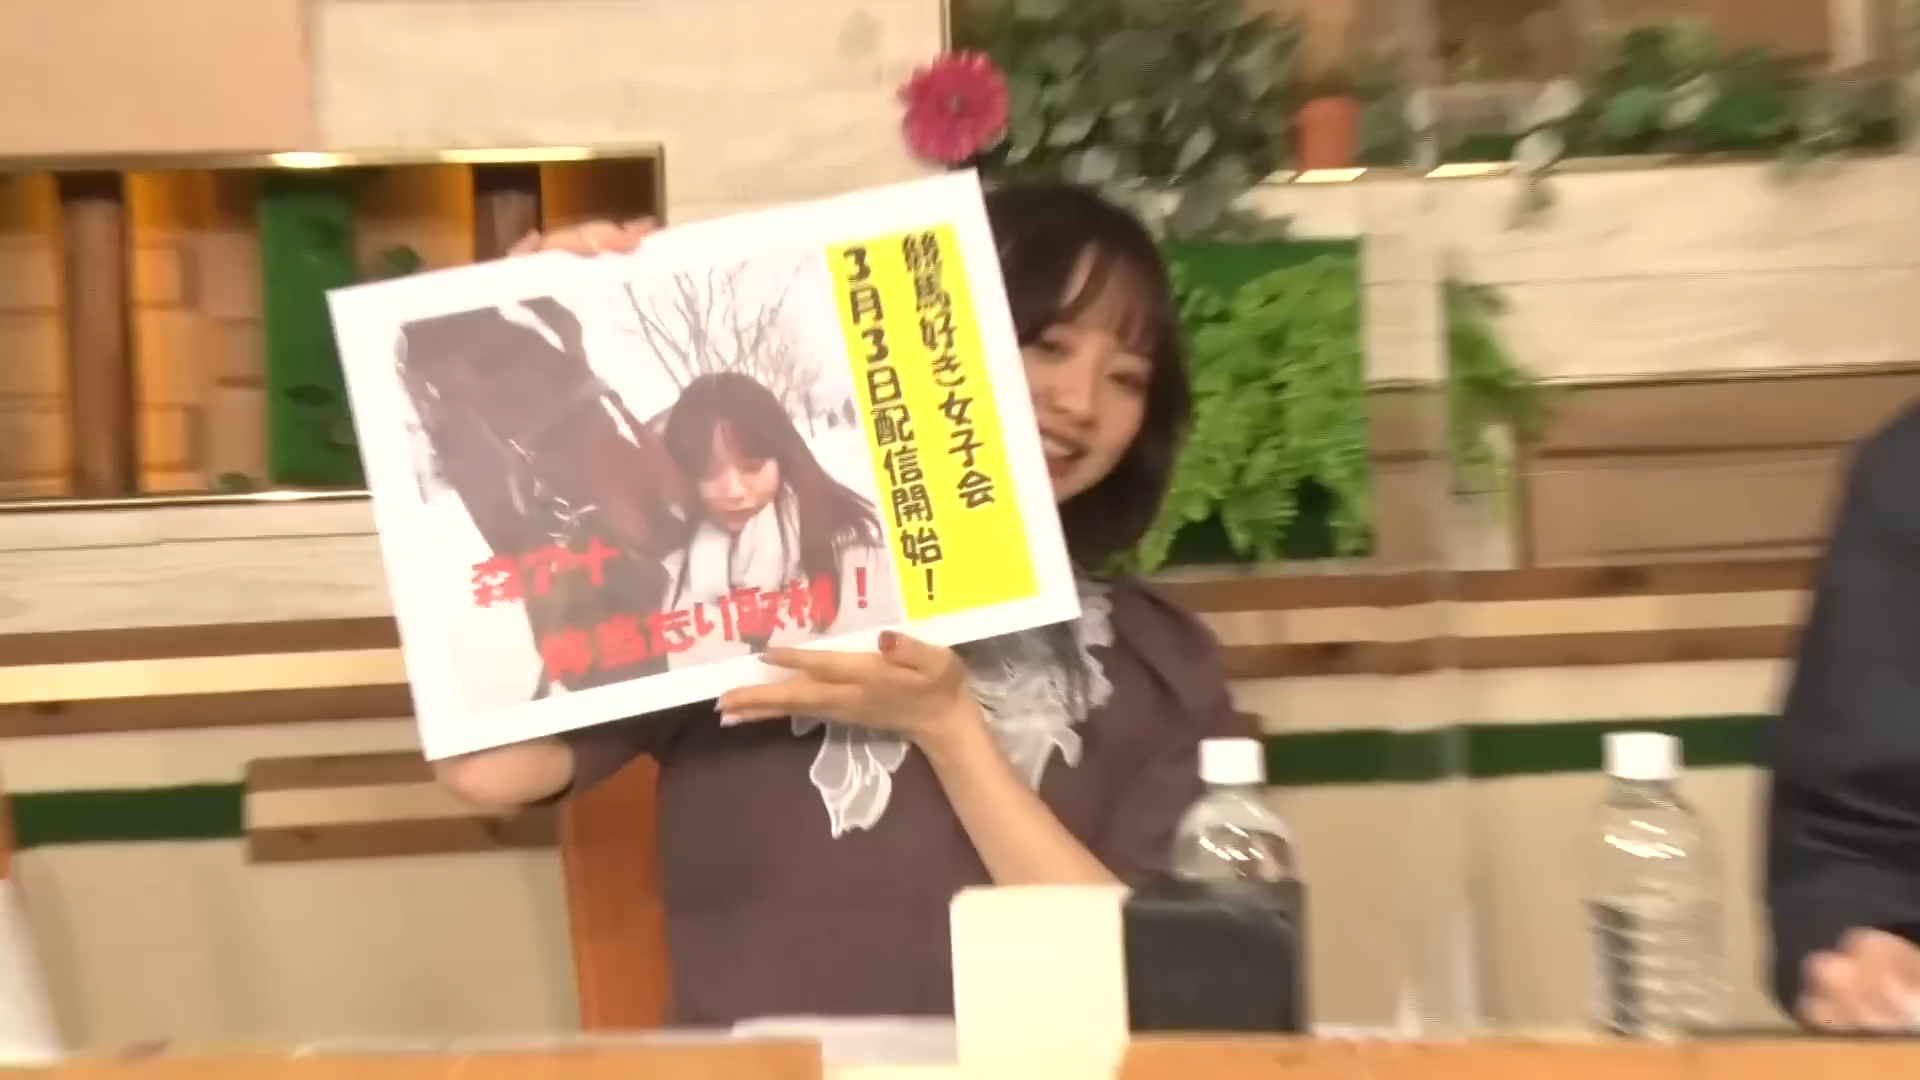 競馬好き女子会
3月3日配信開始！
森アナ
体当たり取材！